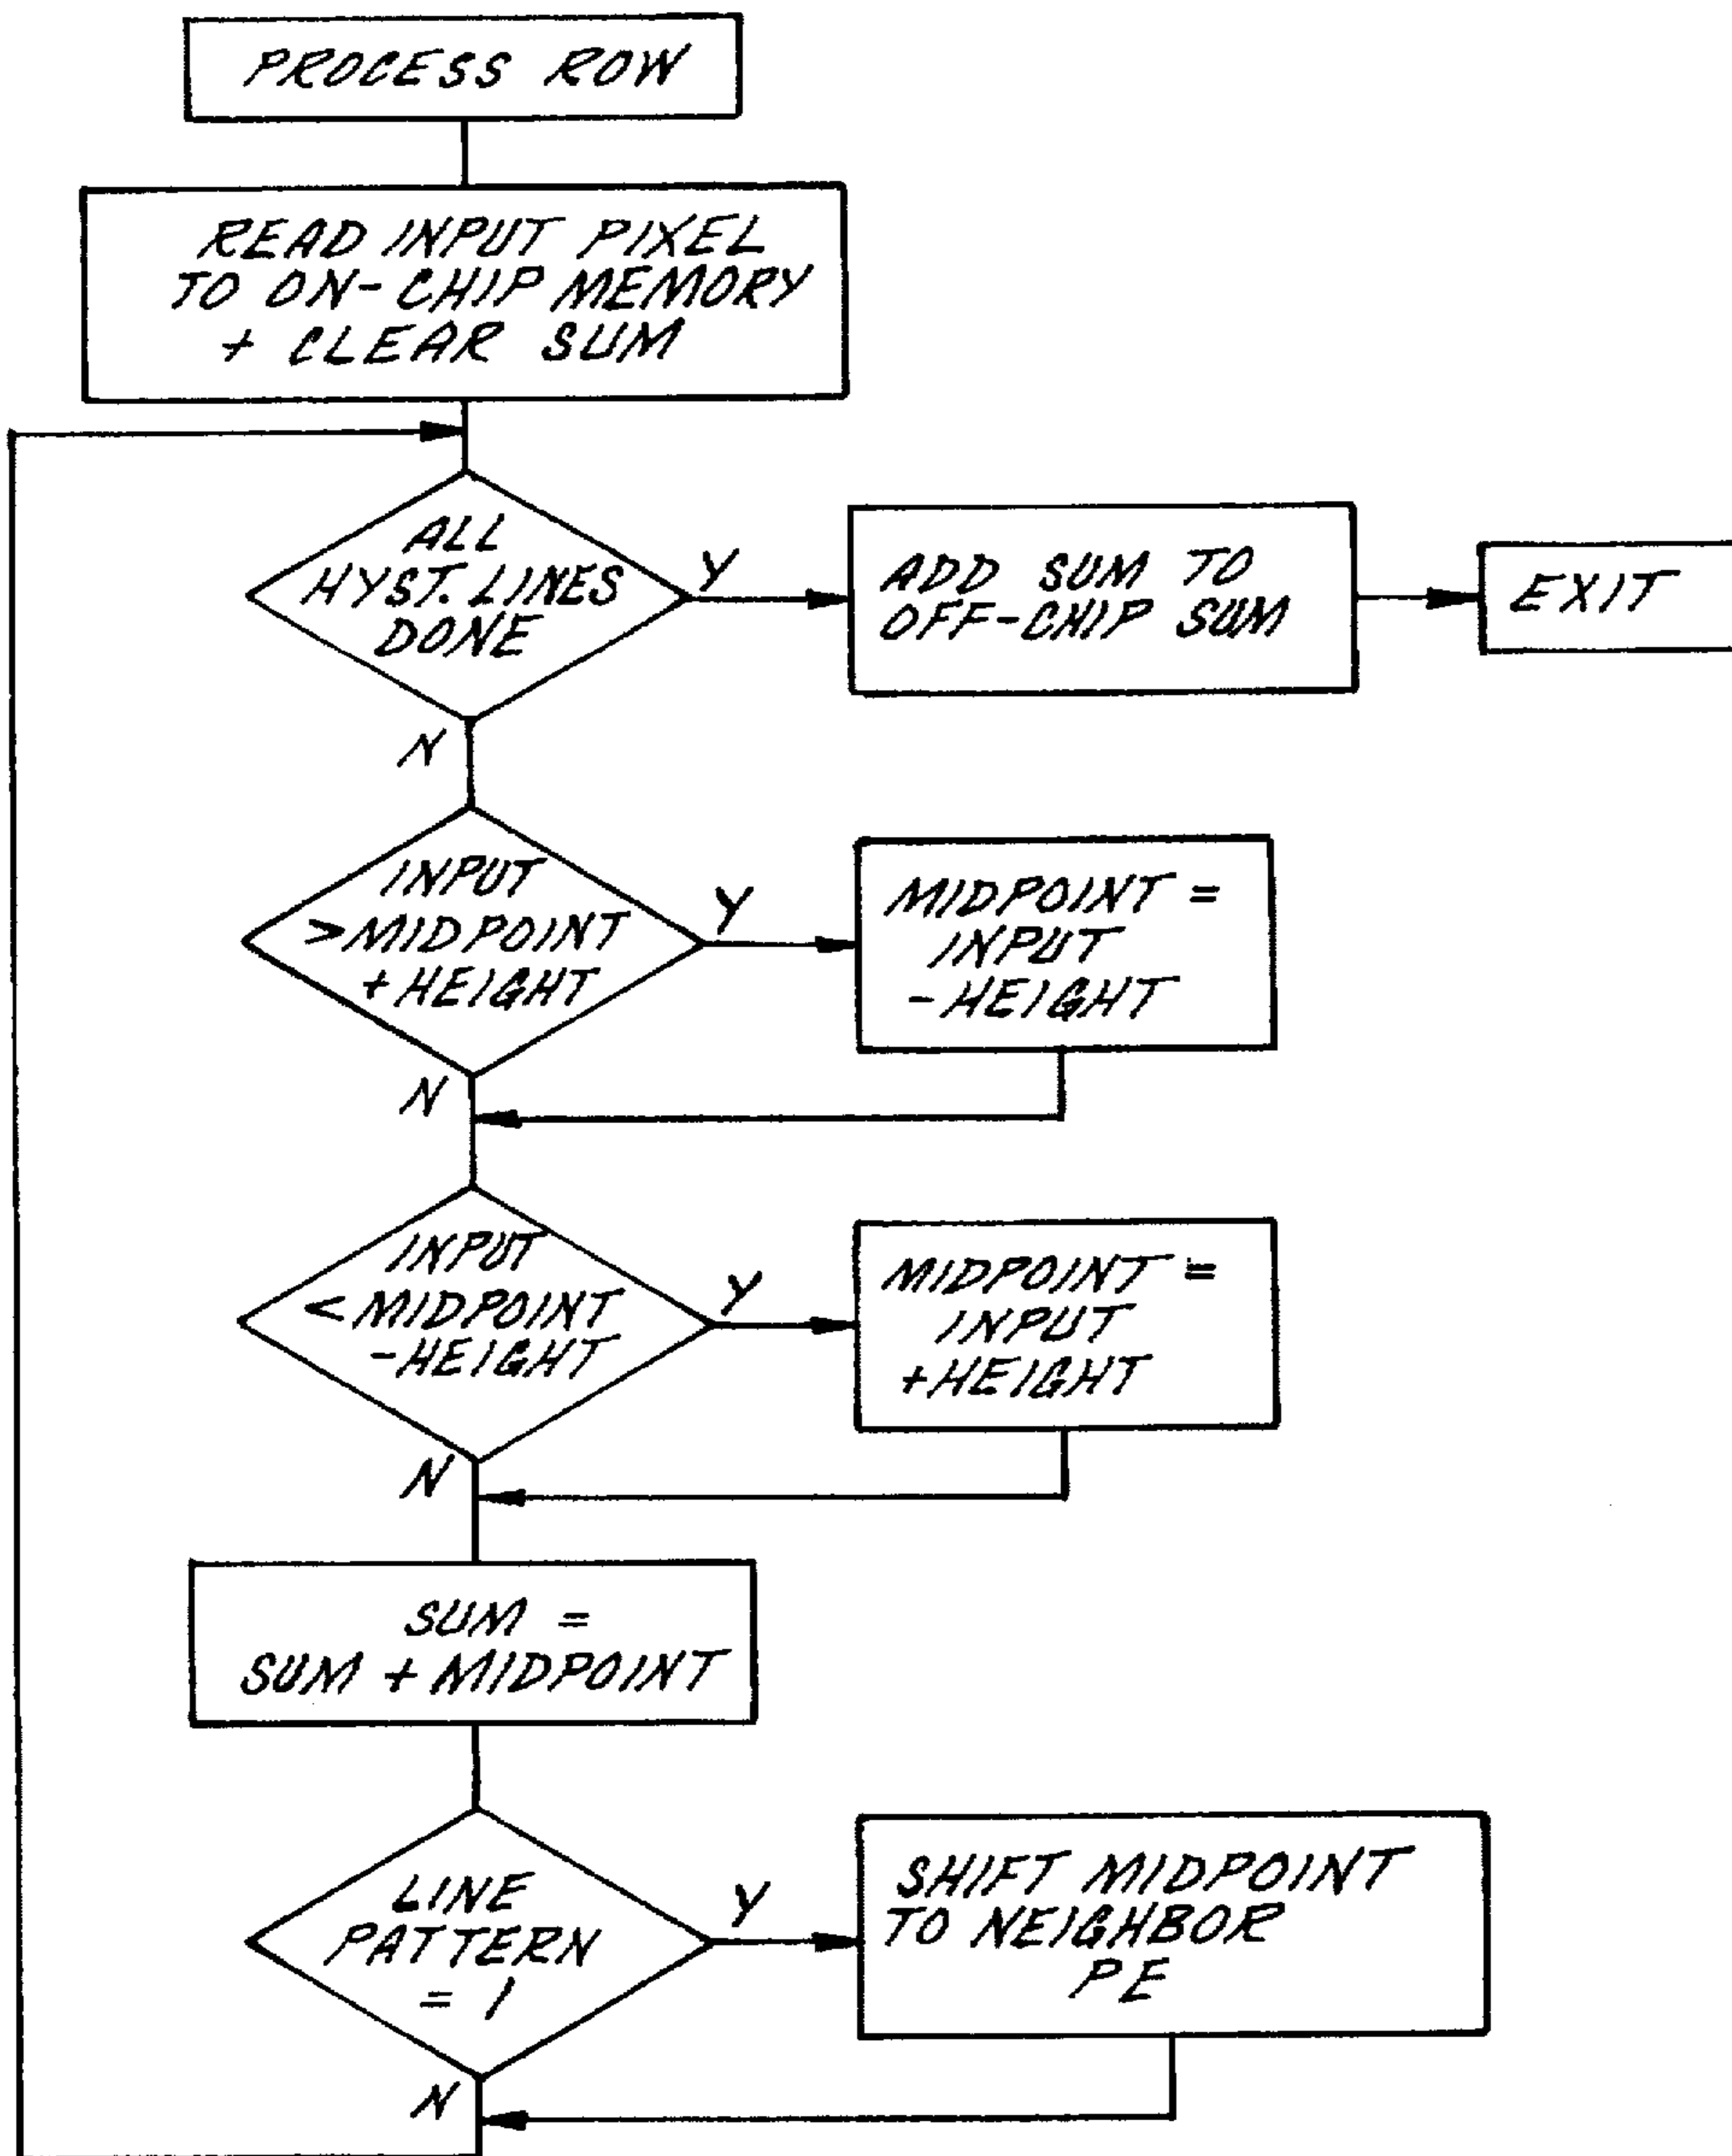 PROCESS ROW
READ INPUT PIXEL
TO ON-CHIP MEMORY
+ CLEAR SUM
ALL
HYST. LINES
DONE
Y
ADD SUM TO
OFF-CHIP SUM
EXIT
N
INPUT
>MIDPOINT
+HEIGHT
Y
MIDPOINT =
INPUT
-HEIGHT
N
INPUT
<MIDPOINT
-HEIGHT
Y
MIDPOINT =
INPUT
+HEIGHT
N
SUM =
SUM + MIDPOINT
LINE
PATTERN
= 1
Y
SHIFT MIDPOINT
TO NEIGHBOR
PE
N